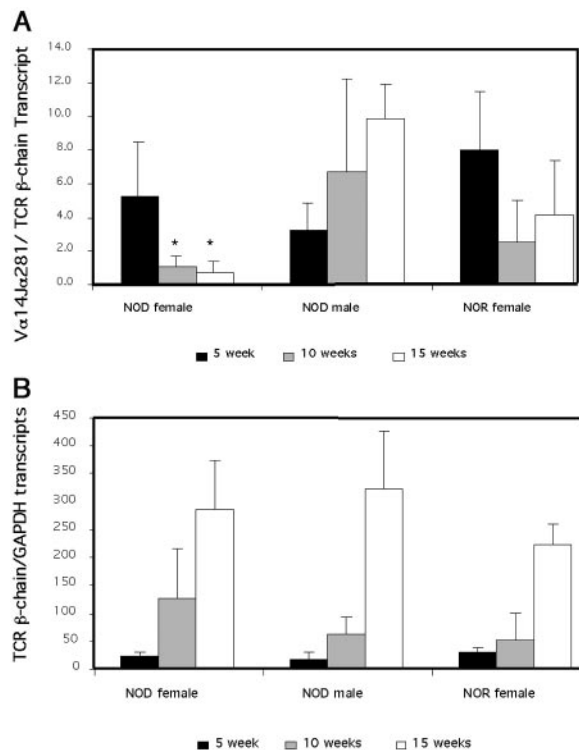 A
Vα14Jα281/ TCR β-chain Transcript
14.0
12.0
10.0
8.0
6.0
4.0
2.0
0.0
* *
NOD female NOD male NOR female
5 week 10 weeks 15 weeks
B
TCR β-chain/GAPDH transcripts
450
400
350
300
250
200
150
100
50
0
NOD female NOD male NOR female
5 week 10 weeks 15 weeks